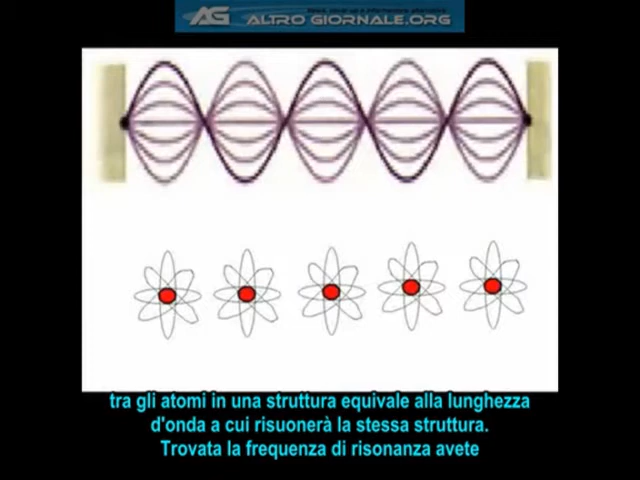 AG ALTRO GIORNALE.ORG
tra gli atomi in una struttura equivale alla lunghezza
d'onda a cui risuonerà la stessa struttura.
Trovata la frequenza di risonanza avete